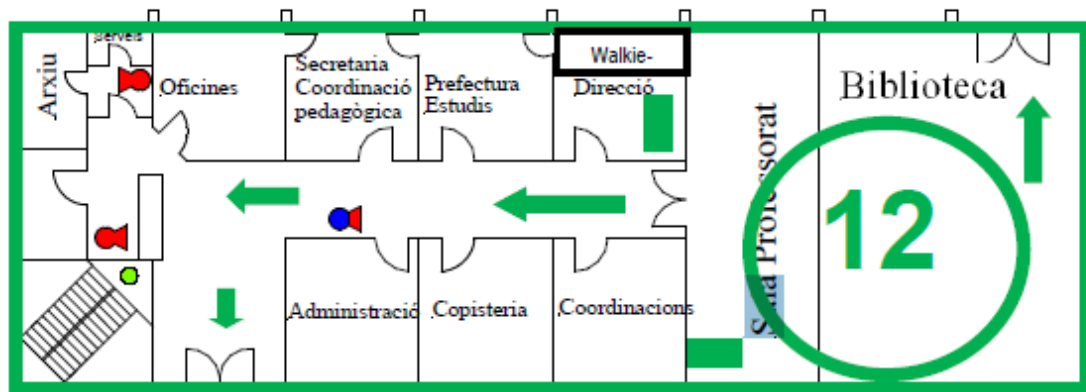 Arxiu
Serveis
Oficines
Secretaria
Coordinació
pedagògica
Prefectura
Estudis
Walkie-
Direcció
Sala Professorat
Biblioteca
12
Administració
Copisteria
Coordinacions